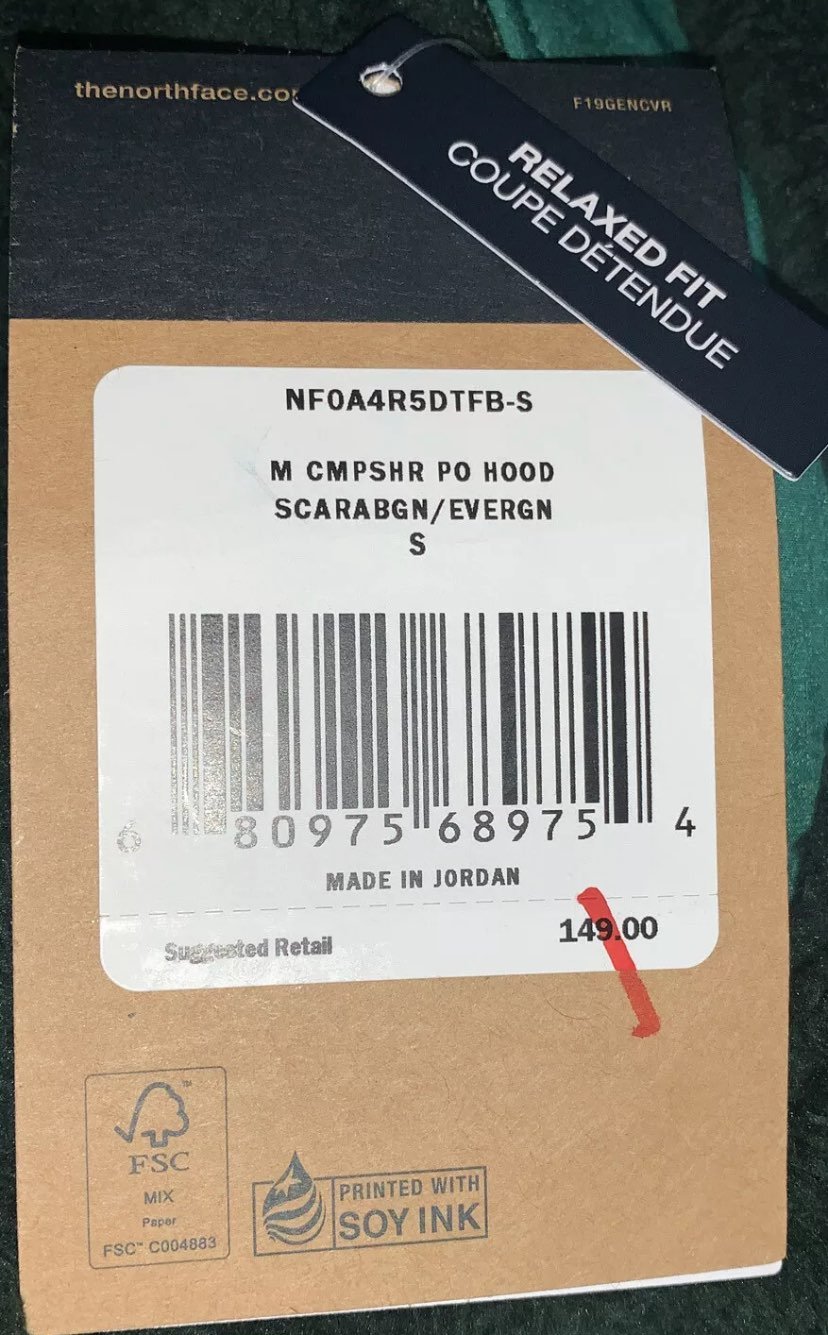 thenorthface.co
F19GENCVR
RELAXED FIT
COUPE DÉTENDUE
NF0A4R5DTFB-S
M CMPSHR PO HOOD
SCARABGN/EVERGN
S
6 80975 68975 4
MADE IN JORDAN
Suggested Retail 149.00
FSC
MIX
Paper
FSC™ C004883
PRINTED WITH
SOY INK